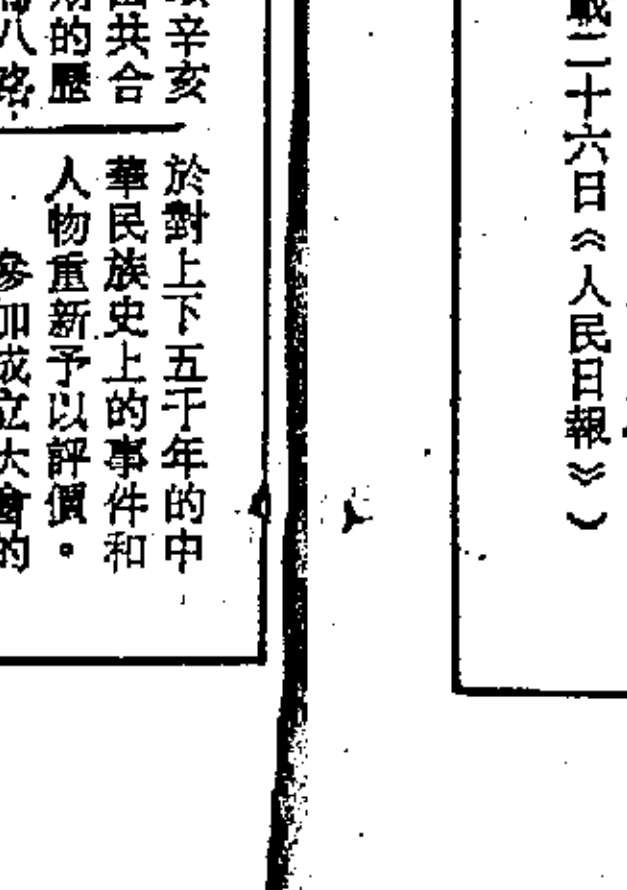 載二十六日《人民日報》）
辛亥
共合
的歷
八路
於對上下五千年的中
華民族史上的事件和
人物重新予以評價。
參加成立大會的